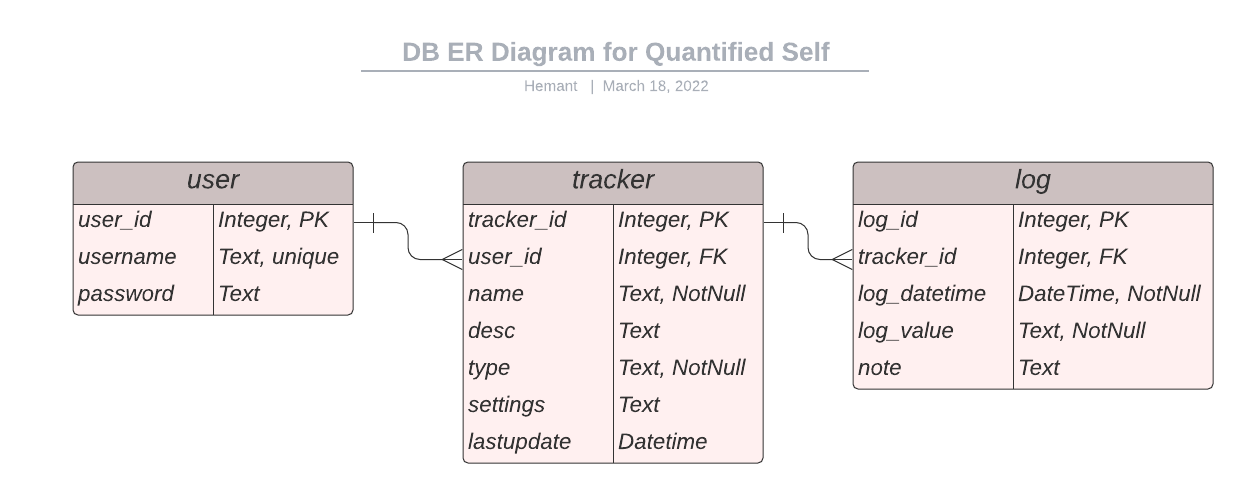 DB ER Diagram for Quantified Self
Hemant | March 18, 2022
user
user_id Integer, PK
username Text, unique
password Text
tracker
tracker_id Integer, PK
user_id Integer, FK
name Text, NotNull
desc Text
type Text, NotNull
settings Text
lastupdate Datetime
log
log_id Integer, PK
tracker_id Integer, FK
log_datetime DateTime, NotNull
log_value Text, NotNull
note Text